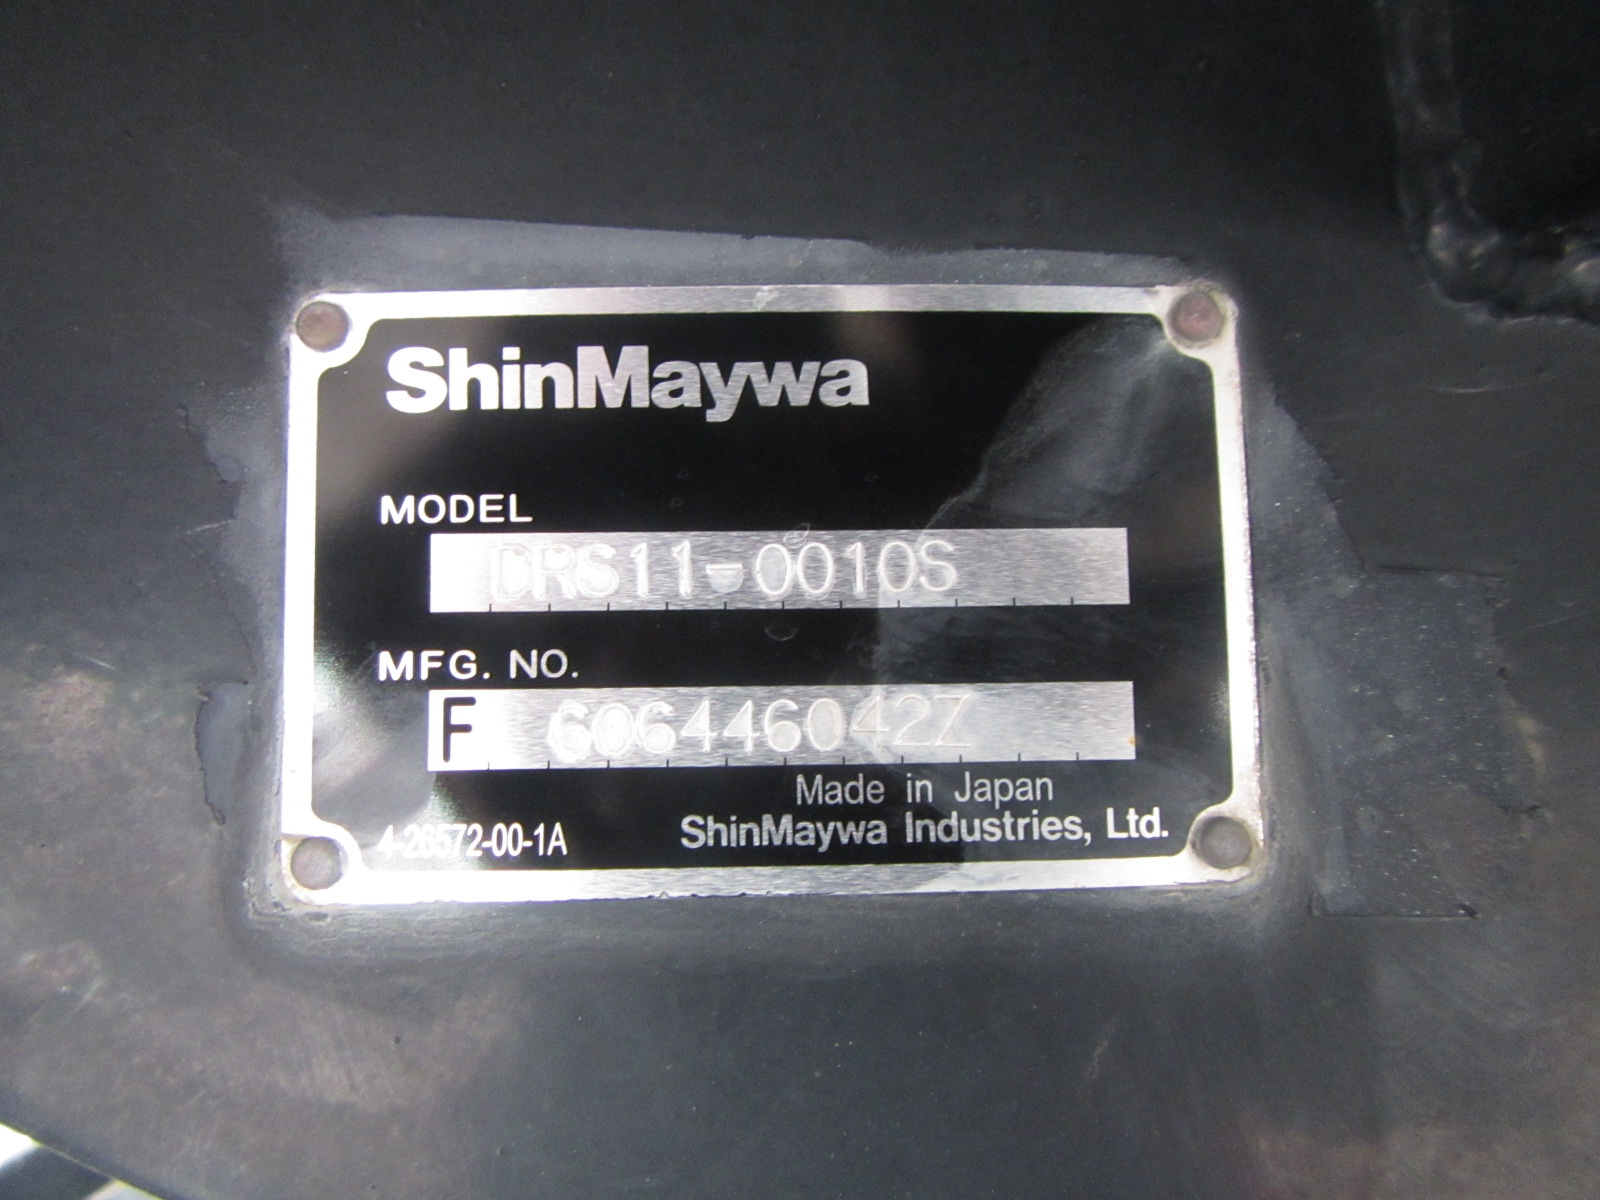 ShinMaywa
MODEL
DRS11-0010S
MFG. NO.
F 606446042Z
Made in Japan
4-26572-00-1A ShinMaywa Industries, Ltd.